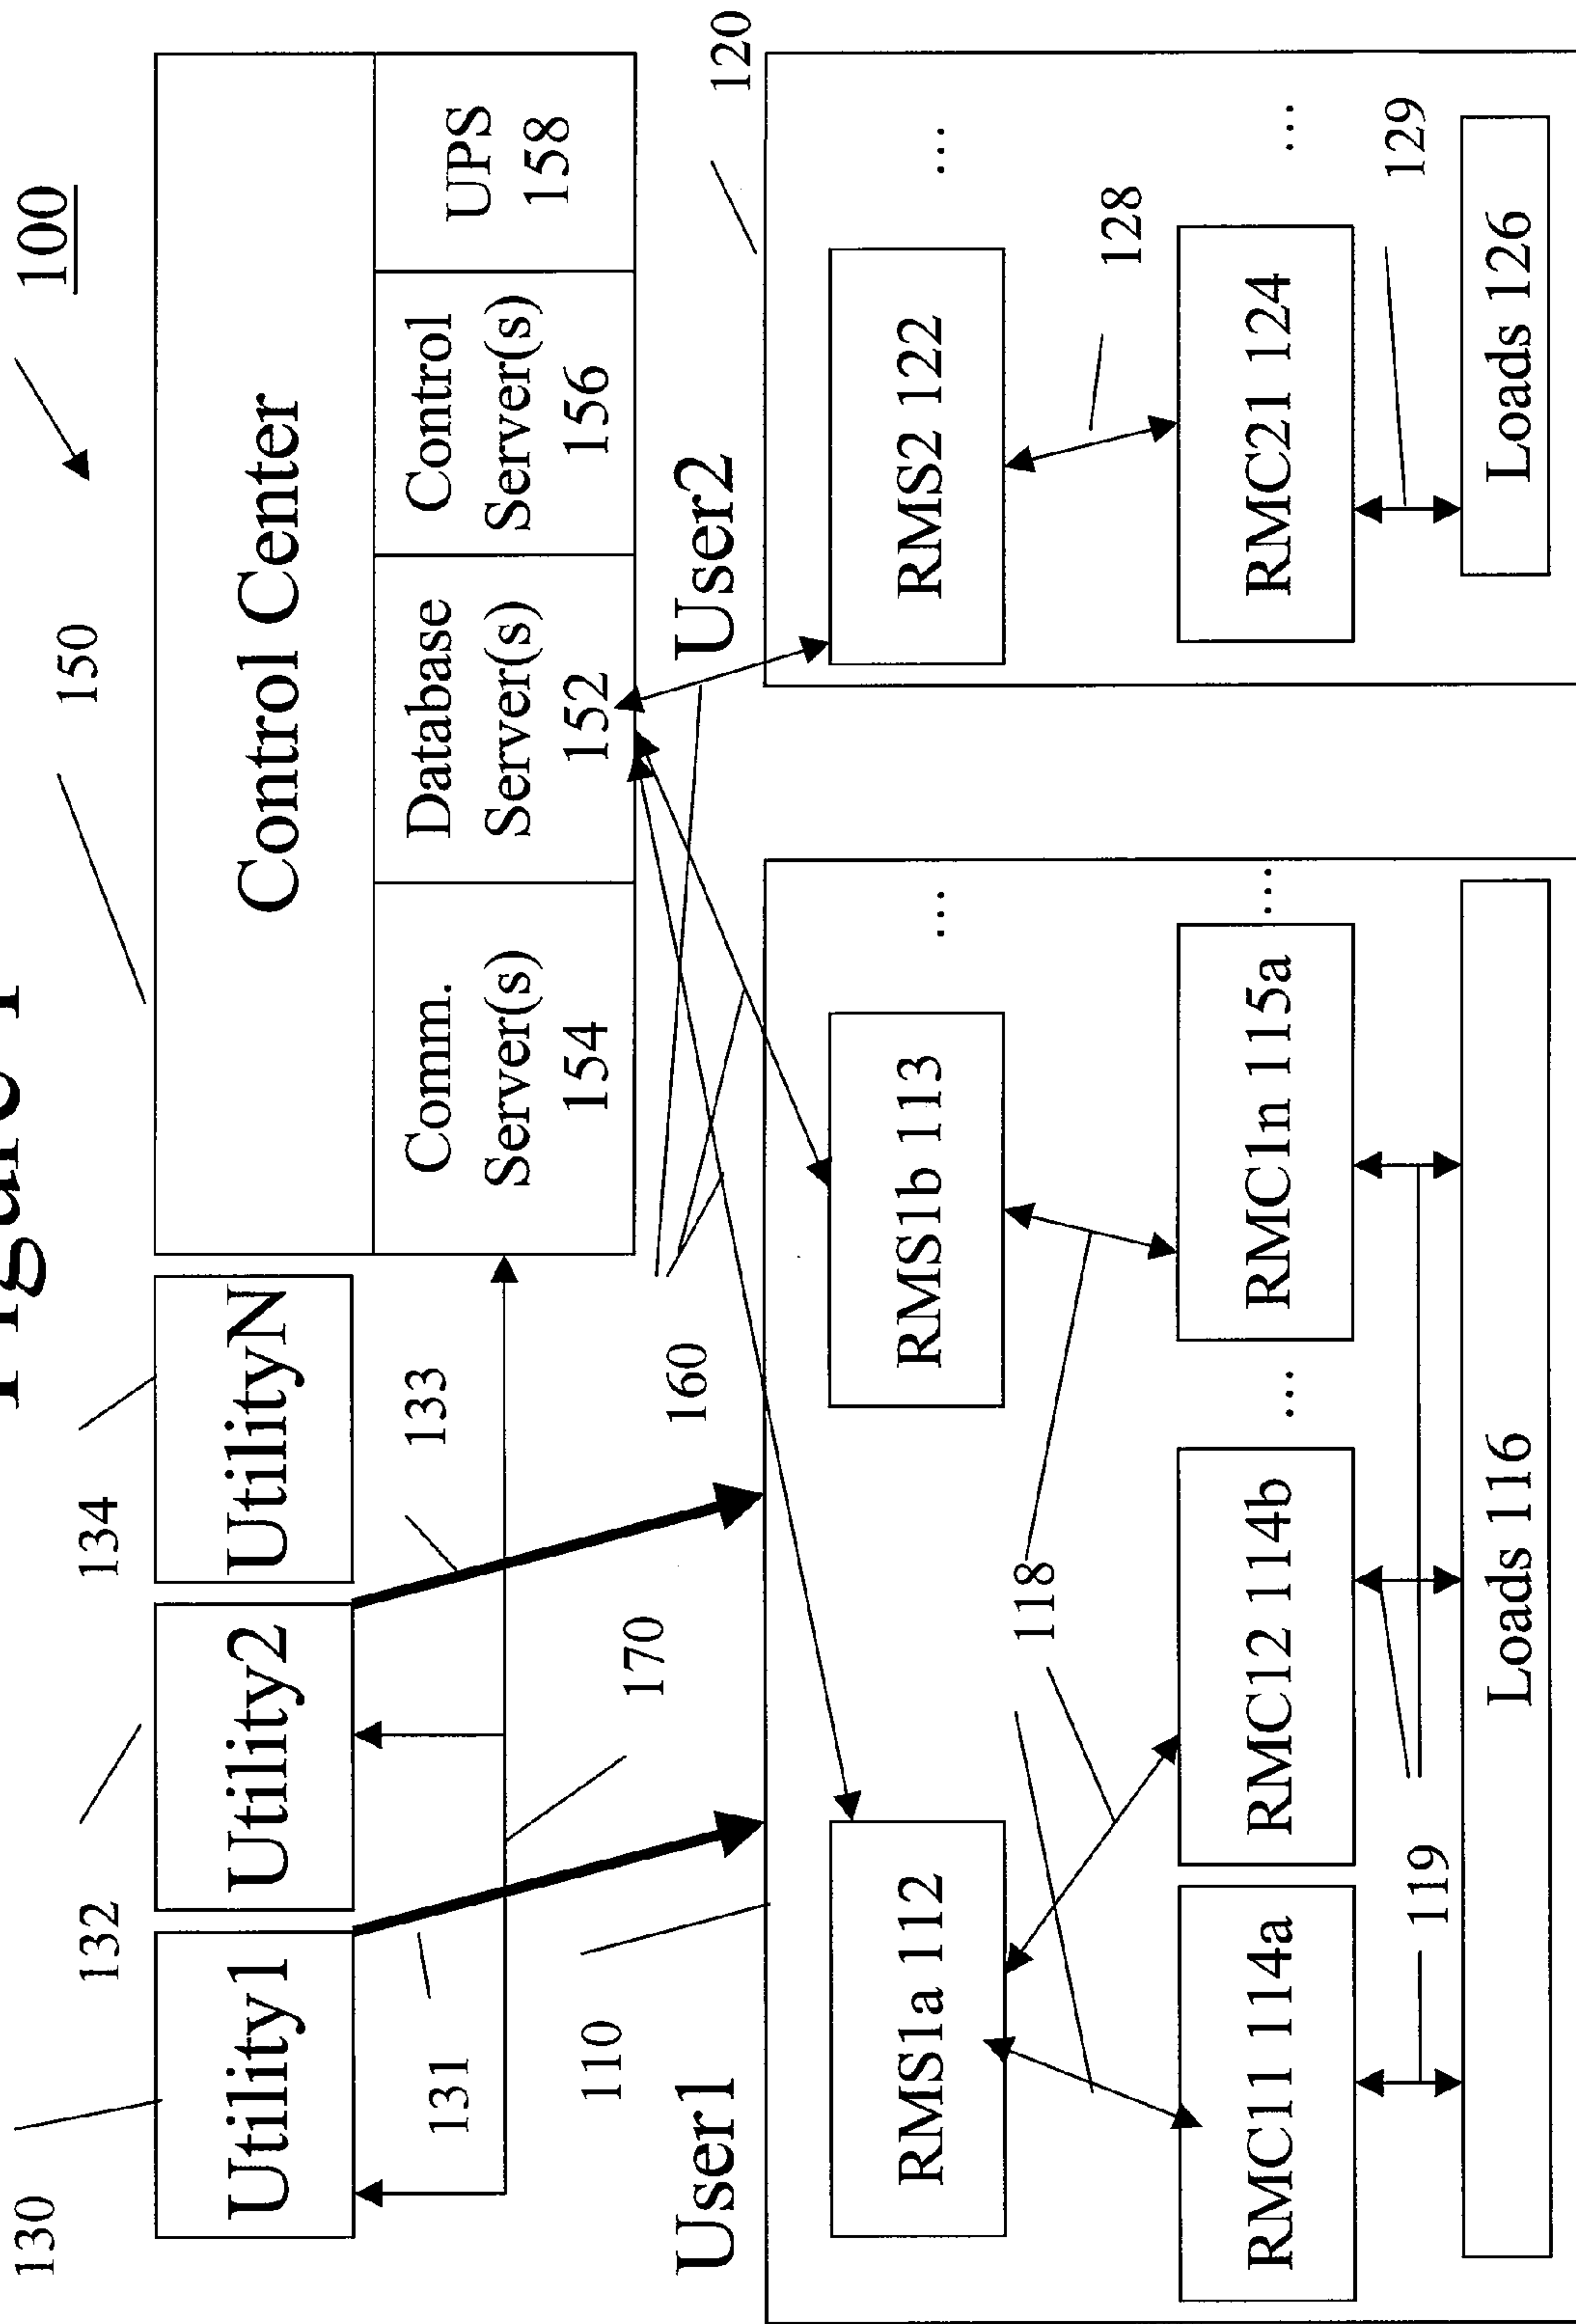 Figure 1
100
150
134
132
130
Utility1
Utility2
UtilityN
Control Center
Comm.
Server(s)
154
Database
Server(s)
152
Control
Server(s)
156
UPS
158
131
133
170
160
110
120
User1
User2
RMS1a 112
RMS1b 113
...
RMS2 122
...
118
128
RMC11 114a
RMC12 114b
...
RMC1n 115a
...
RMC21 124
...
119
129
Loads 116
Loads 126